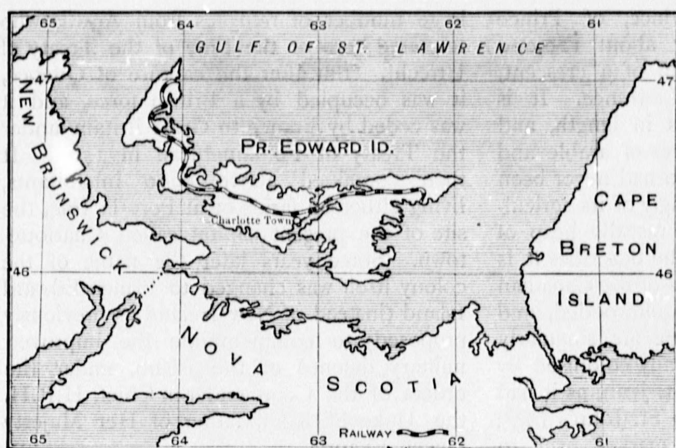 65 64 63 62 61
GULF OF ST. LAWRENCE
47 47
NEW BRUNSWICK
PR. EDWARD ID.
Charlotte Town
CAPE
BRETON
ISLAND
46 46
NOVA SCOTIA
RAILWAY
65 64 63 62 61